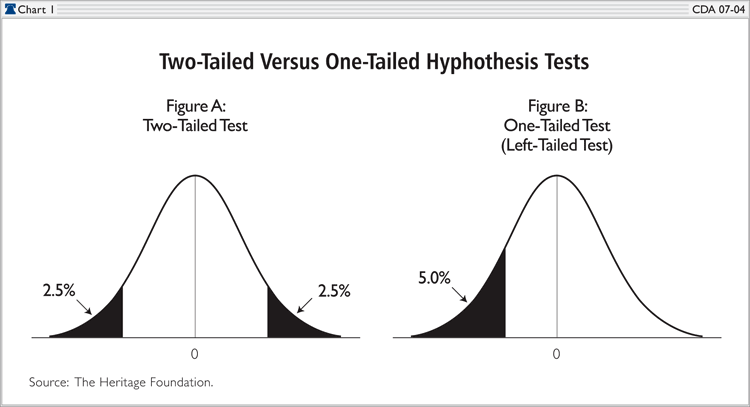 Chart 1
CDA 07-04
Two-Tailed Versus One-Tailed Hyphothesis Tests
Figure A:
Two-Tailed Test
Figure B:
One-Tailed Test
(Left-Tailed Test)
2.5%
2.5%
5.0%
0
0
Source: The Heritage Foundation.